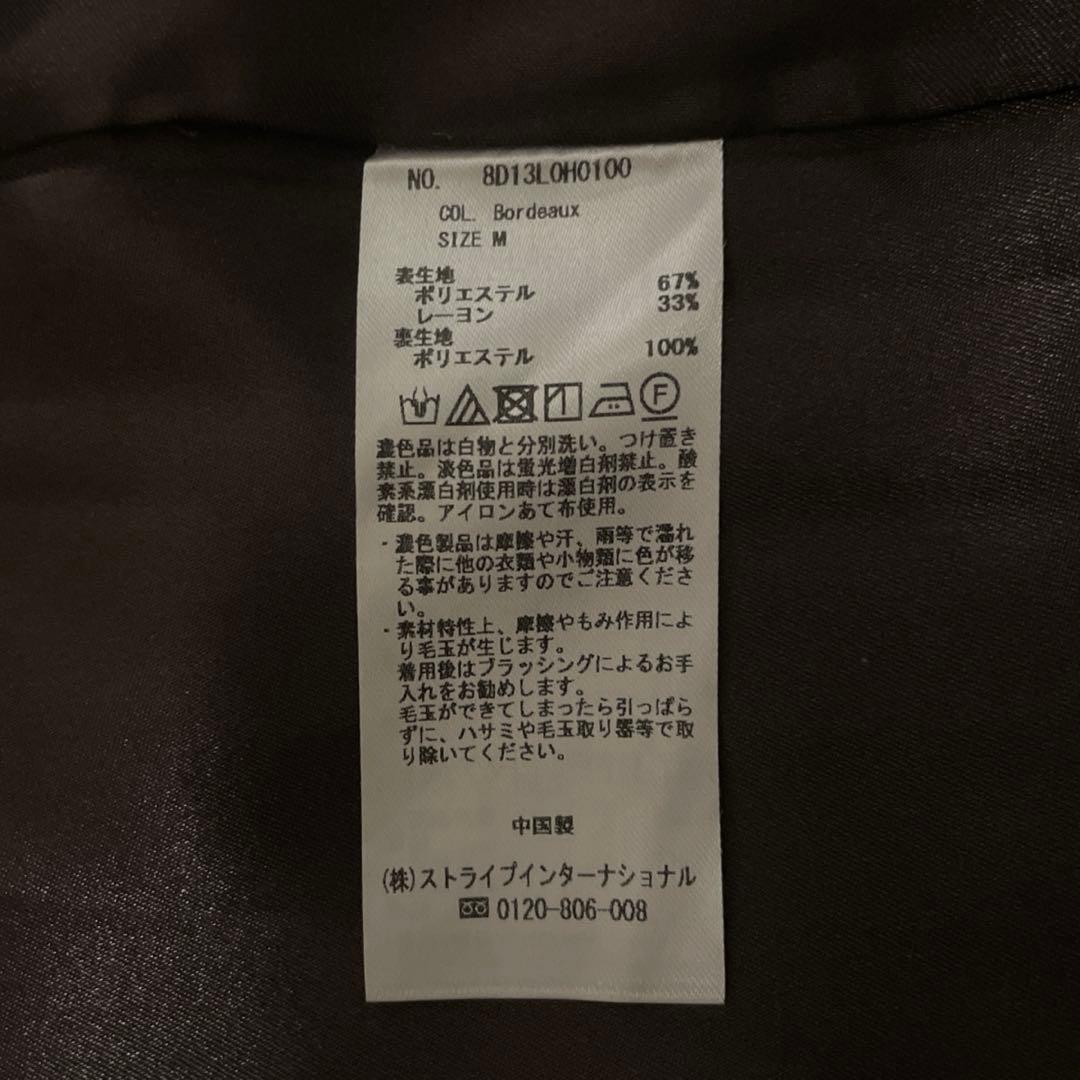 NO. 8D13L0H0100
COL. Bordeaux
SIZE M
表生地
ポリエステル 67%
レーヨン 33%
裏生地
ポリエステル 100%
F
濃色品は白物と分別洗い。つけ置き
禁止。淡色品は蛍光増白剤禁止。酸
素系漂白剤使用時は漂白剤の表示を
確認。アイロンあて布使用。
・濃色製品は摩擦や汗、雨等で濡れ
た際に他の衣類や小物類に色が移
る事がありますのでご注意くださ
い。
・素材特性上、摩擦やもみ作用によ
り毛玉が生じます。
着用後はブラッシングによるお手
入れをお勧めします。
毛玉ができてしまったら引っぱら
ずに、ハサミや毛玉取り器等で取
り除いてください。
中国製
(株)ストライプインターナショナル
0120-806-008